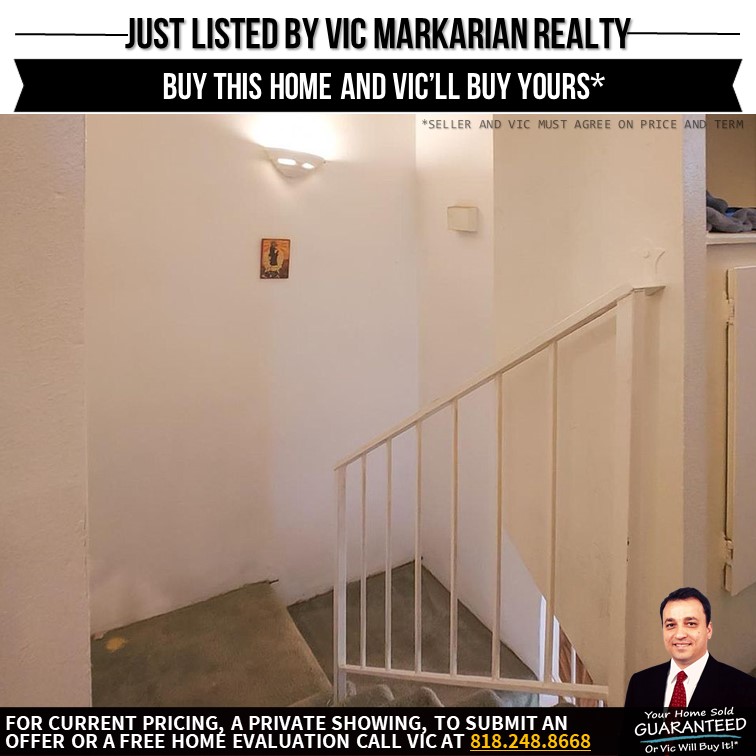 JUST LISTED BY VIC MARKARIAN REALTY
BUY THIS HOME AND VIC'LL BUY YOURS*
*SELLER AND VIC MUST AGREE ON PRICE AND TERM
Your Home Sold
GUARANTEED
Or Vic Will Buy It!
FOR CURRENT PRICING, A PRIVATE SHOWING, TO SUBMIT AN
OFFER OR A FREE HOME EVALUATION CALL VIC AT 818.248.8668